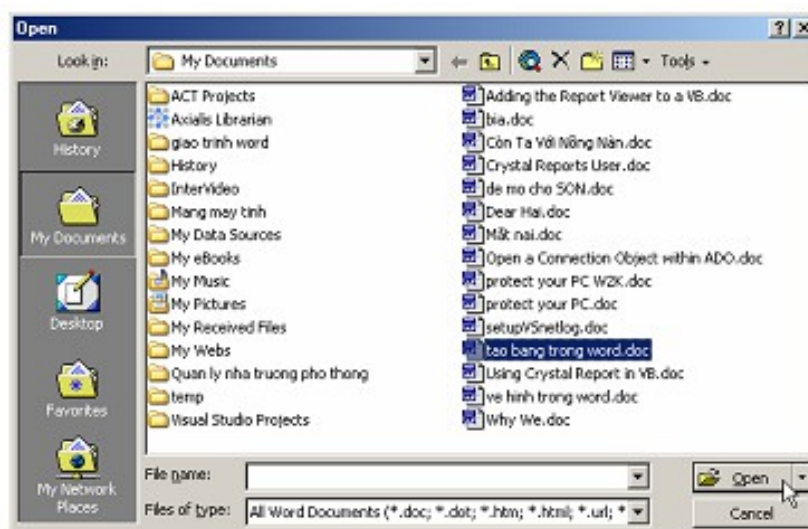 Open
Look in:
My Documents
Tools
History
My Documents
Desktop
Favorites
My Network
Places
ACT Projects
Axialis Librarian
giao trinh word
History
InterVideo
Mang may tinh
My Data Sources
My eBooks
My Music
My Pictures
My Received Files
My Webs
Quan ly nha truong pho thong
temp
Visual Studio Projects
Adding the Report Viewer to a VB.doc
bia.doc
Còn Ta Với Nồng Nàn.doc
Crystal Reports User.doc
de mo cho SON.doc
Dear Hai.doc
Mắt nai.doc
Open a Connection Object within ADO.doc
protect your PC W2K.doc
protect your PC.doc
setupVSnetlog.doc
tao bang trong word.doc
Using Crystal Report in VB.doc
ve hinh trong word.doc
Why We.doc
File name:
Open
Files of type:
All Word Documents (*.doc; *.dot; *.htm; *.html; *.url; *
Cancel